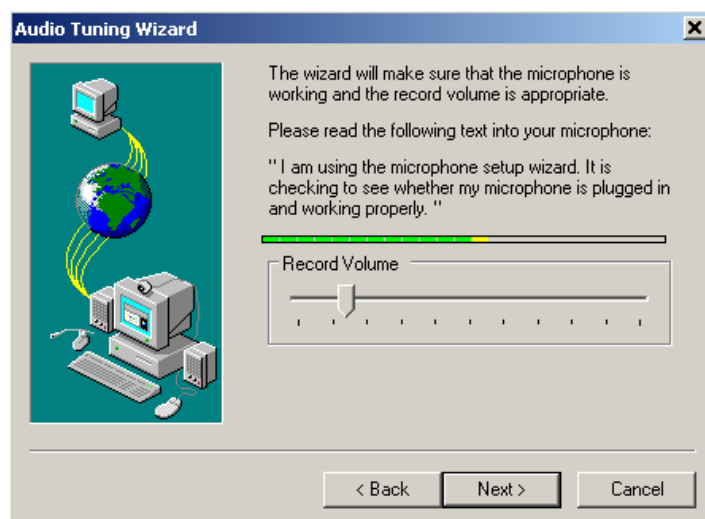 Audio Tuning Wizard
The wizard will make sure that the microphone is
working and the record volume is appropriate.
Please read the following text into your microphone:
" I am using the microphone setup wizard. It is
checking to see whether my microphone is plugged in
and working properly. "
Record Volume
< Back
Next >
Cancel